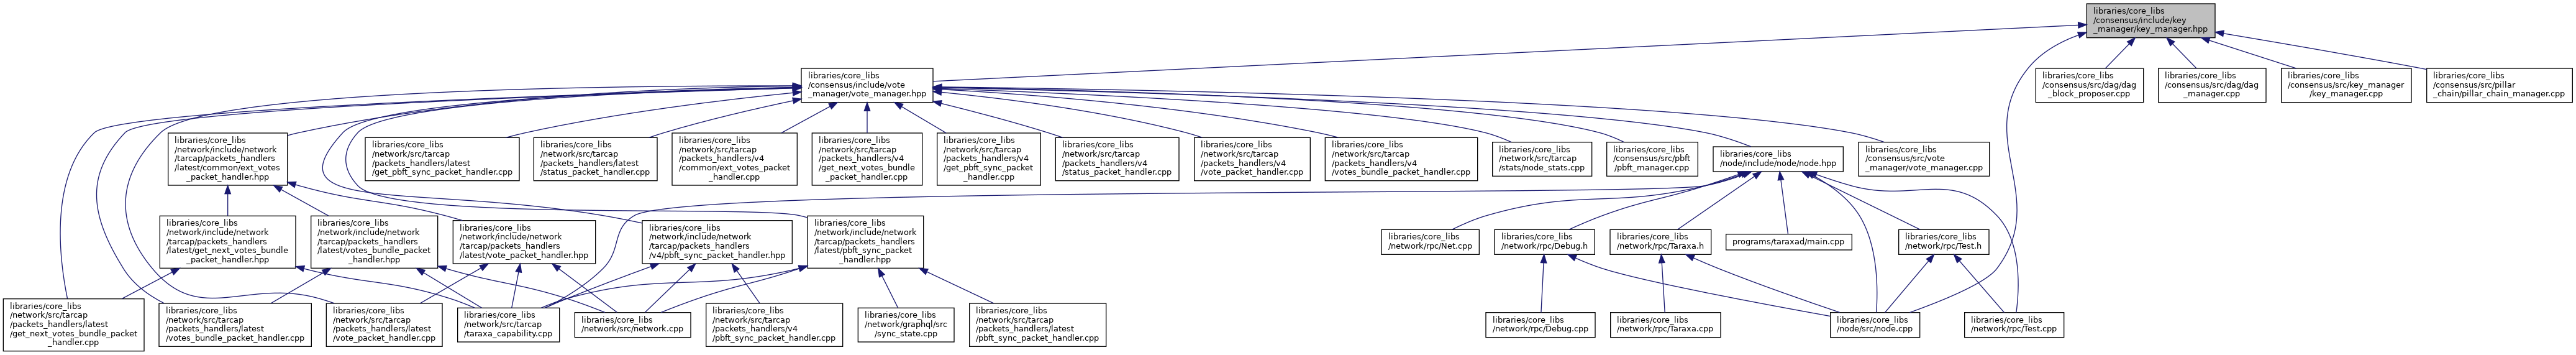 libraries/core_libs
/consensus/include/key
_manager/key_manager.hpp
libraries/core_libs
/consensus/include/vote
_manager/vote_manager.hpp
libraries/core_libs
/consensus/src/dag/dag
_block_proposer.cpp
libraries/core_libs
/consensus/src/dag/dag
_manager.cpp
libraries/core_libs
/consensus/src/key_manager
/key_manager.cpp
libraries/core_libs
/consensus/src/pillar
_chain/pillar_chain_manager.cpp
libraries/core_libs
/network/include/network
/tarcap/packets_handlers
/latest/common/ext_votes
_packet_handler.hpp
libraries/core_libs
/network/src/tarcap
/packets_handlers/latest
/get_pbft_sync_packet_handler.cpp
libraries/core_libs
/network/src/tarcap
/packets_handlers/latest
/status_packet_handler.cpp
libraries/core_libs
/network/src/tarcap
/packets_handlers/v4
/common/ext_votes_packet
_handler.cpp
libraries/core_libs
/network/src/tarcap
/packets_handlers/v4
/get_next_votes_bundle
_packet_handler.cpp
libraries/core_libs
/network/src/tarcap
/packets_handlers/v4
/get_pbft_sync_packet
_handler.cpp
libraries/core_libs
/network/src/tarcap
/packets_handlers/v4
/status_packet_handler.cpp
libraries/core_libs
/network/src/tarcap
/packets_handlers/v4
/vote_packet_handler.cpp
libraries/core_libs
/network/src/tarcap
/packets_handlers/v4
/votes_bundle_packet_handler.cpp
libraries/core_libs
/network/src/tarcap
/stats/node_stats.cpp
libraries/core_libs
/consensus/src/pbft
/pbft_manager.cpp
libraries/core_libs
/node/include/node/node.hpp
libraries/core_libs
/consensus/src/vote
_manager/vote_manager.cpp
libraries/core_libs
/network/include/network
/tarcap/packets_handlers
/latest/get_next_votes_bundle
_packet_handler.hpp
libraries/core_libs
/network/include/network
/tarcap/packets_handlers
/latest/votes_bundle_packet
_handler.hpp
libraries/core_libs
/network/include/network
/tarcap/packets_handlers
/latest/vote_packet_handler.hpp
libraries/core_libs
/network/include/network
/tarcap/packets_handlers
/v4/pbft_sync_packet_handler.hpp
libraries/core_libs
/network/include/network
/tarcap/packets_handlers
/latest/pbft_sync_packet
_handler.hpp
libraries/core_libs
/network/rpc/Net.cpp
libraries/core_libs
/network/rpc/Debug.h
libraries/core_libs
/network/rpc/Taraxa.h
programs/taraxad/main.cpp
libraries/core_libs
/network/rpc/Test.h
libraries/core_libs
/network/src/tarcap
/packets_handlers/latest
/get_next_votes_bundle_packet
_handler.cpp
libraries/core_libs
/network/src/tarcap
/packets_handlers/latest
/votes_bundle_packet_handler.cpp
libraries/core_libs
/network/src/tarcap
/packets_handlers/latest
/vote_packet_handler.cpp
libraries/core_libs
/network/src/tarcap
/taraxa_capability.cpp
libraries/core_libs
/network/src/network.cpp
libraries/core_libs
/network/src/tarcap
/packets_handlers/v4
/pbft_sync_packet_handler.cpp
libraries/core_libs
/network/graphql/src
/sync_state.cpp
libraries/core_libs
/network/src/tarcap
/packets_handlers/latest
/pbft_sync_packet_handler.cpp
libraries/core_libs
/network/rpc/Debug.cpp
libraries/core_libs
/network/rpc/Taraxa.cpp
libraries/core_libs
/node/src/node.cpp
libraries/core_libs
/network/rpc/Test.cpp